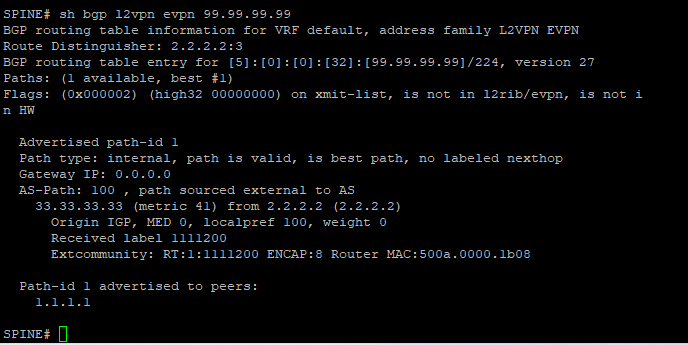 SPINE# sh bgp l2vpn evpn 99.99.99.99
BGP routing table information for VRF default, address family L2VPN EVPN
Route Distinguisher: 2.2.2.2:3
BGP routing table entry for [5]:[0]:[0]:[32]:[99.99.99.99]/224, version 27
Paths: (1 available, best #1)
Flags: (0x000002) (high32 00000000) on xmit-list, is not in l2rib/evpn, is not i
n HW
Advertised path-id 1
Path type: internal, path is valid, is best path, no labeled nexthop
Gateway IP: 0.0.0.0
AS-Path: 100 , path sourced external to AS
33.33.33.33 (metric 41) from 2.2.2.2 (2.2.2.2)
Origin IGP, MED 0, localpref 100, weight 0
Received label 1111200
Extcommunity: RT:1:1111200 ENCAP:8 Router MAC:500a.0000.1b08
Path-id 1 advertised to peers:
1.1.1.1
SPINE#